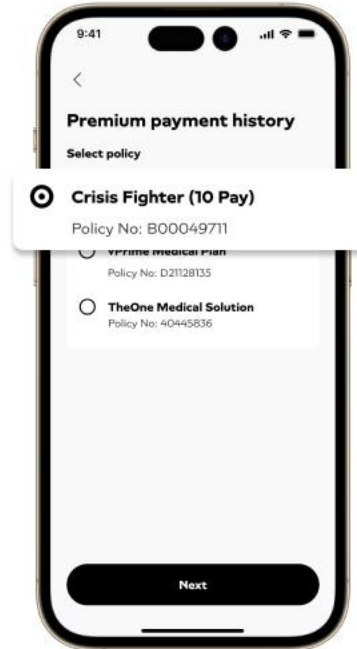 9:41
Premium payment history
Select policy
Crisis Fighter (10 Pay)
Policy No: B00049711
VPrime Medical Plan
Policy No: D21128135
TheOne Medical Solution
Policy No: 40445836
Next